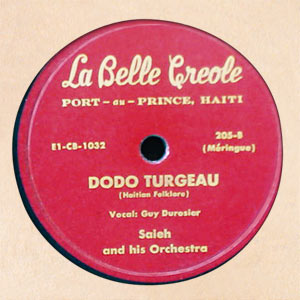 La Belle Creole
PORT - au - PRINCE, HAITI
E1-CB-1032
205-B
(Méringue)
DODO TURGEAU
(Haitian Folklore)
Vocal: Guy Durosier
Saieh
and his Orchestra